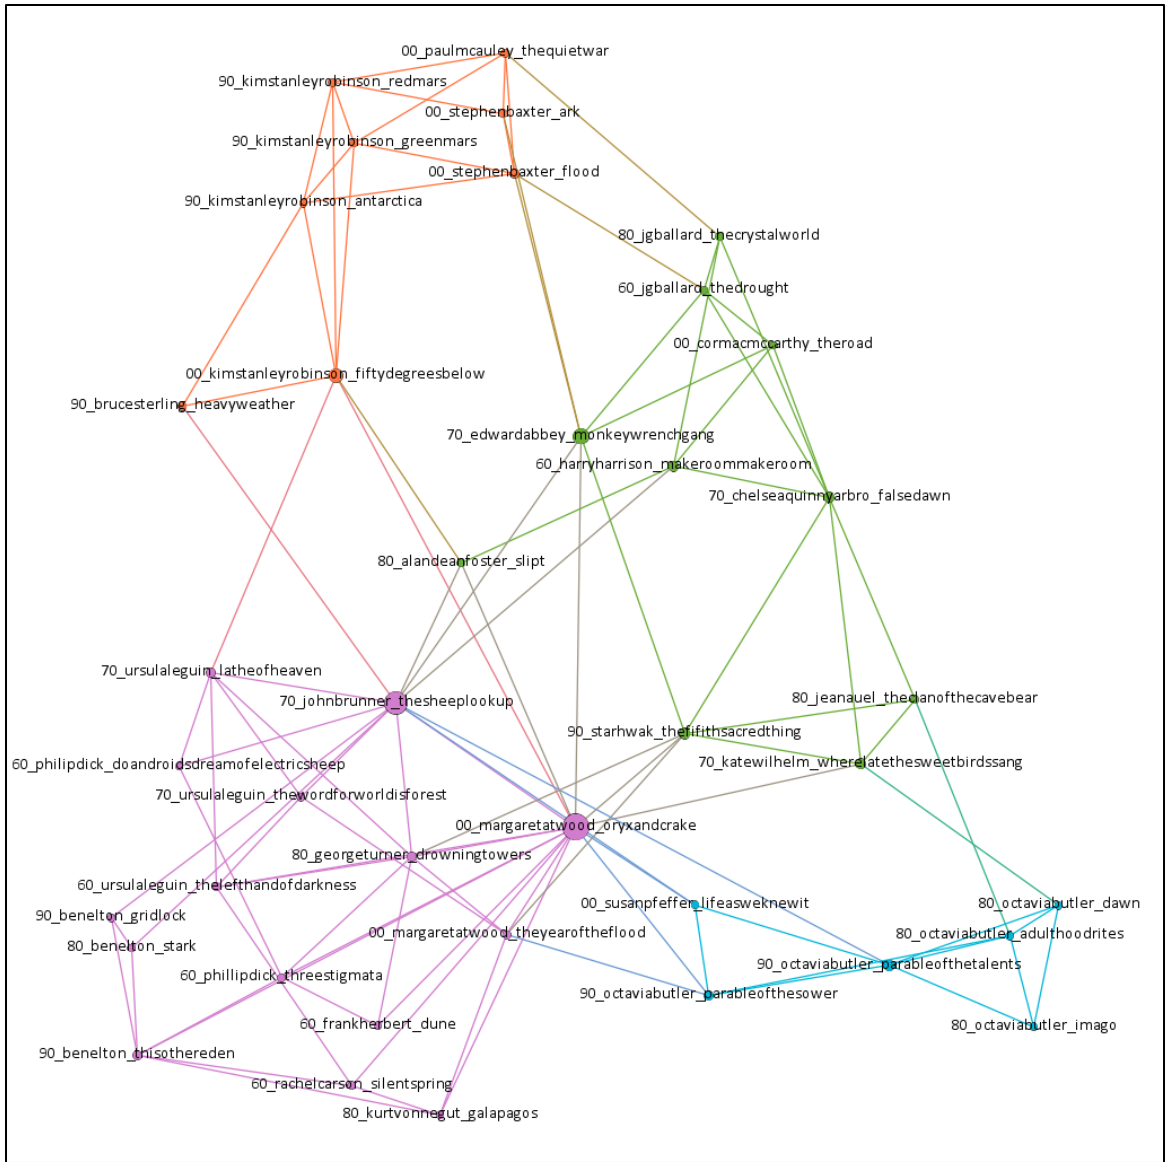 00_paulmcauley_thequietwar
90_kimstanleyrobinson_redmars
00_stephenbaxter_ark
90_kimstanleyrobinson_greenmars
00_stephenbaxter_flood
90_kimstanleyrobinson_antarctica
80_jgballard_thecrystalworld
60_jgballard_thedrought
00_cormacmccarthy_theroad
00_kimstanleyrobinson_fiftydegreesbelow
90_brucesterling_heavyweather
70_edwardabbey_monkeywrenchgang
60_harryharrison_makeroommakeroom
70_chelseaquinnyarbro_falsedawn
80_alandeanfoster_slipt
70_ursulaleguin_latheofheaven
70_johnbrunner_thesheeplookup
80_jeanauel_theclanofthecavebear
90_starhwak_thefifithsacredthing
60_philipdick_doandroidsdreamofelectricsheep
70_katewilhelm_wherelatethesweetbirdssang
70_ursulaleguin_thewordforworldisforest
00_margaretatwood_oryxandcrake
80_georgeturner_drowningtowers
60_ursulaleguin_thelefthandofdarkness
00_susanpfeffer_lifeasweknewit
80_octaviabutler_dawn
90_benelton_gridlock
00_margaretatwood_theyearoftheflood
80_octaviabutler_adulthoodrites
80_benelton_stark
90_octaviabutler_parableofthetalents
60_phillipdick_threestigmata
90_octaviabutler_parableofthesower
60_frankherbert_dune
80_octaviabutler_imago
90_benelton_thisothereden
60_rachelcarson_silentspring
80_kurtvonnegut_galapagos